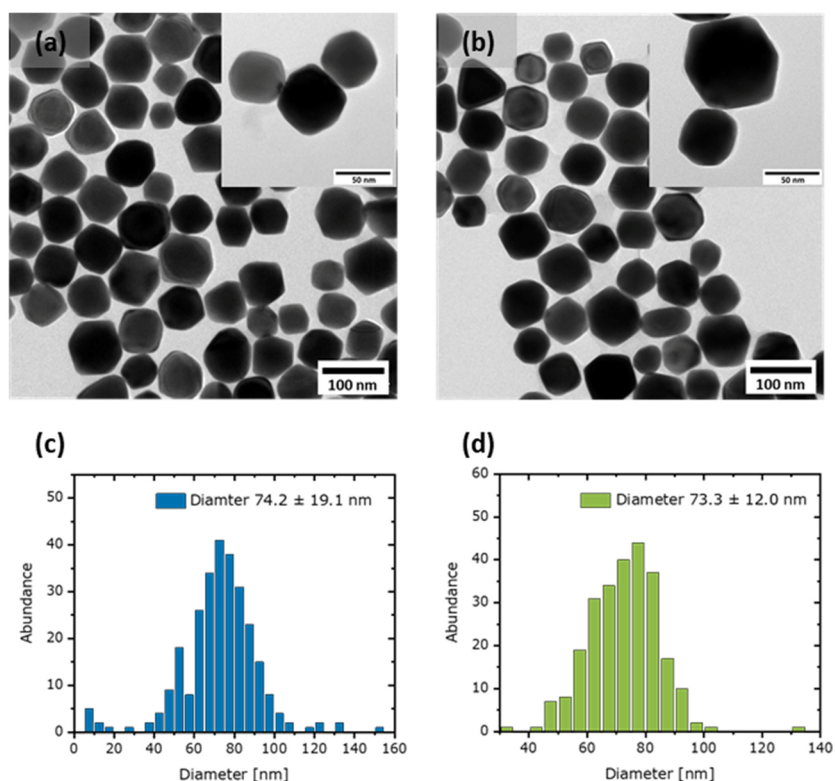 (a)
50 nm
100 nm
(b)
50 nm
100 nm
(c)
Diamter 74.2 ± 19.1 nm
Abundance
50
40
30
20
10
0
0 20 40 60 80 100 120 140 160
Diameter [nm]
(d)
Diameter 73.3 ± 12.0 nm
Abundance
60
50
40
30
20
10
0
40 60 80 100 120 140
Diameter [nm]